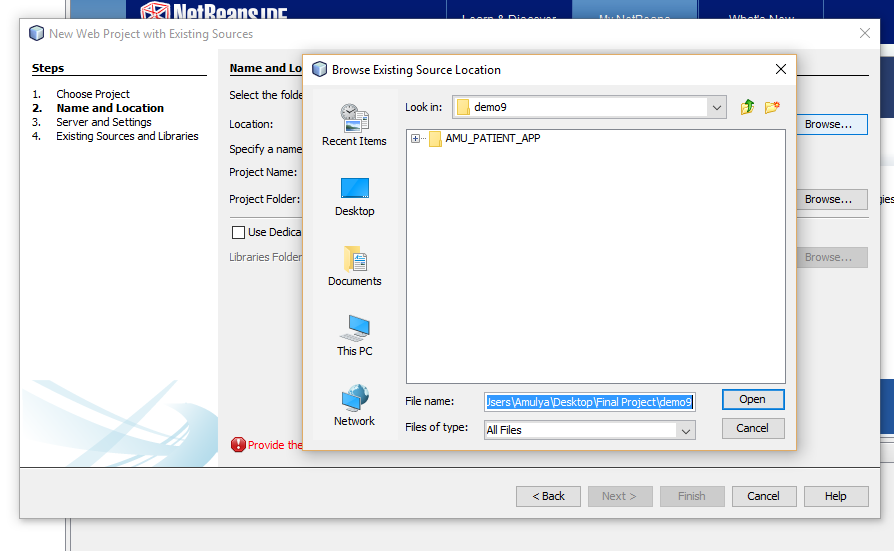 NetBeans IDE
Learn & Discover
My NetBeans
What's New
New Web Project with Existing Sources
Steps
1. Choose Project
2. Name and Location
3. Server and Settings
4. Existing Sources and Libraries
Name and Lo
Select the folde
Location:
Browse...
Specify a name
Project Name:
Project Folder:
Browse...
gies
Use Dedica
Libraries Folder
Browse...
Provide the
Browse Existing Source Location
Look in:
demo9
Recent Items
Desktop
Documents
This PC
Network
AMU_PATIENT_APP
File name:
Jsers\Amulya\Desktop\Final Project\demo9
Open
Files of type:
All Files
Cancel
< Back
Next >
Finish
Cancel
Help